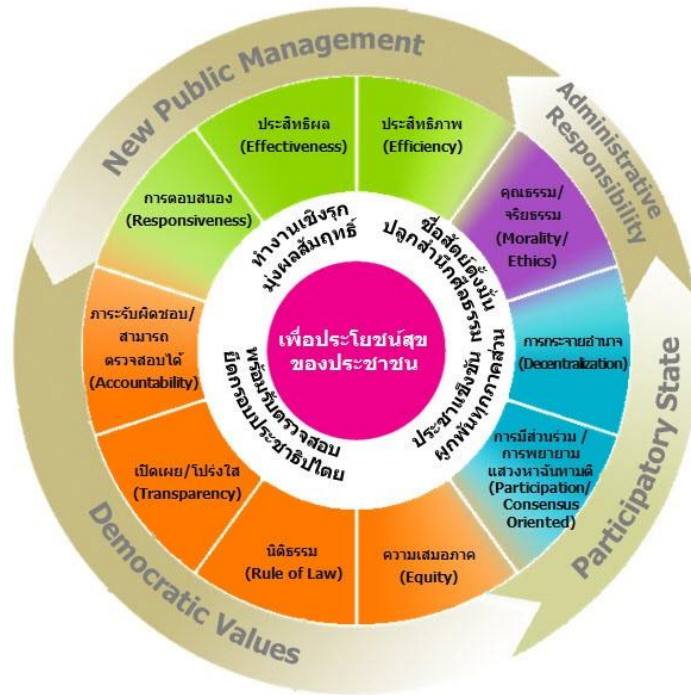 New Public Management
Administrative
Responsibility
Participatory State
Democratic Values
ประสิทธิผล
(Effectiveness)
ประสิทธิภาพ
(Efficiency)
คุณธรรม/
จริยธรรม
(Morality/
Ethics)
การกระจายอำนาจ
(Decentralization)
การมีส่วนร่วม /
การพยายาม
แสวงหาฉันทามติ
(Participation/
Consensus
Oriented)
ความเสมอภาค
(Equity)
นิติธรรม
(Rule of Law)
เปิดเผย/โปร่งใส
(Transparency)
ภาระรับผิดชอบ/
สามารถ
ตรวจสอบได้
(Accountability)
การตอบสนอง
(Responsiveness)
ทำงานเชิงรุก
มุ่งผลสัมฤทธิ์
ซื่อสัตย์ตั้งมั่น
ปลูกสำนึกศีลธรรม
ประชาแข็งขัน
ผูกพันทุกภาคส่วน
พร้อมรับตรวจสอบ
ยึดกรอบประชาธิปไตย
เพื่อประโยชน์สุข
ของประชาชน